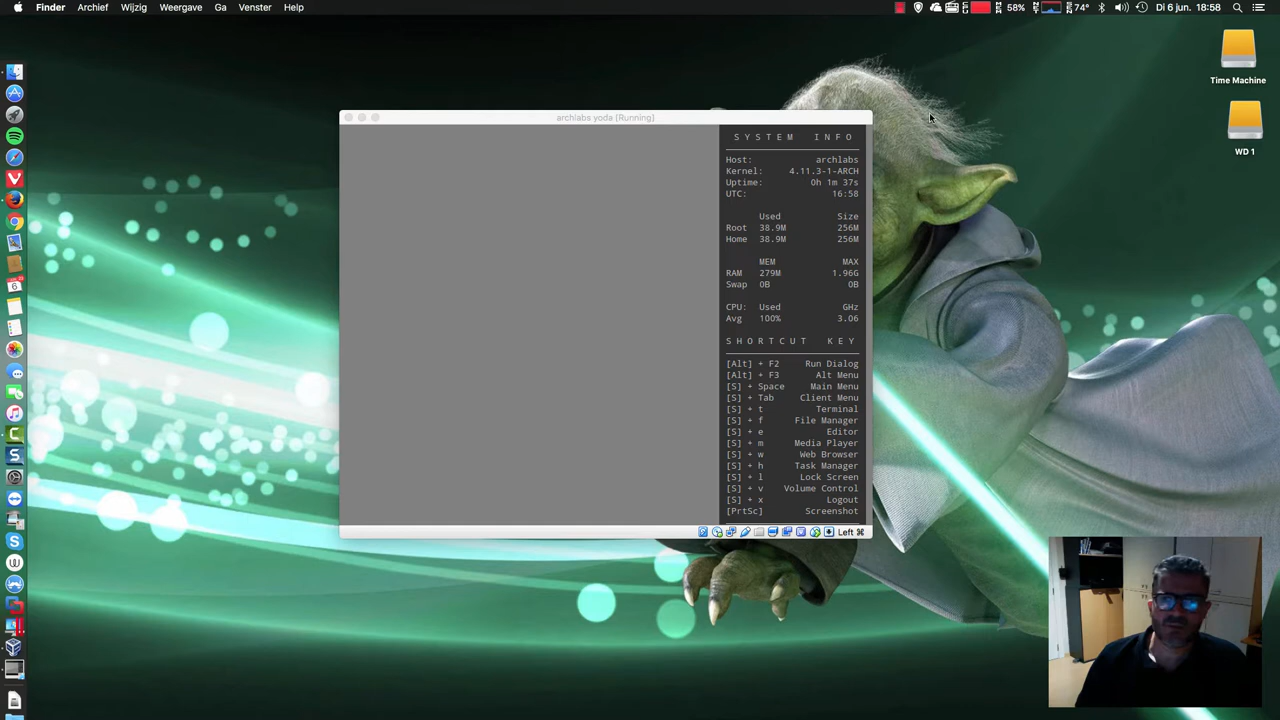 Finder Archief Wijzig Weergave Ga Venster Help
58% 74° Di 6 jun. 18:58
Time Machine
WD 1
archlabs yoda [Running]
SYSTEM INFO
Host: archlabs
Kernel: 4.11.3-1-ARCH
Uptime: 0h 1m 37s
UTC: 16:58
Used Size
Root 38.9M 256M
Home 38.9M 256M
MEM MAX
RAM 279M 1.96G
Swap 0B 0B
CPU: Used GHz
Avg 100% 3.06
SHORTCUT KEY
[Alt] + F2 Run Dialog
[Alt] + F3 Alt Menu
[S] + Space Main Menu
[S] + Tab Client Menu
[S] + t Terminal
[S] + f File Manager
[S] + e Editor
[S] + m Media Player
[S] + w Web Browser
[S] + h Task Manager
[S] + l Lock Screen
[S] + v Volume Control
[S] + x Logout
[PrtSc] Screenshot
Left ⌘